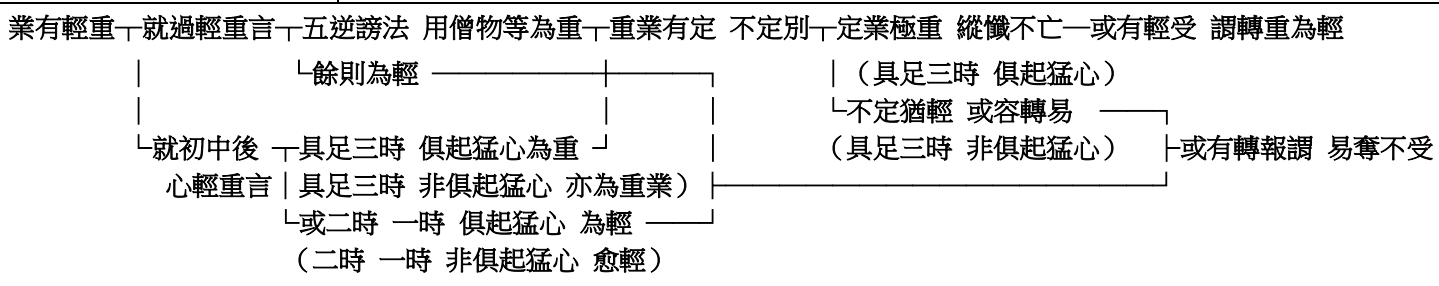 業有輕重┬就過輕重言┬五逆謗法 用僧物等為重┬重業有定 不定別┬定業極重 縱懺不亡─或有輕受 謂轉重為輕
│ └餘則為輕 ──────┼────┐ │（具足三時 俱起猛心）
│ │ │ └不定猶輕 或容轉易 ───┐
└就初中後 ┬具足三時 俱起猛心為重 ┘ │ （具足三時 非俱起猛心） ├或有轉報謂 易奪不受
心輕重言│具足三時 非俱起猛心 亦為重業）├─────────────────┘
└或二時 一時 俱起猛心 為輕 ───┘
（二時 一時 非俱起猛心 愈輕）